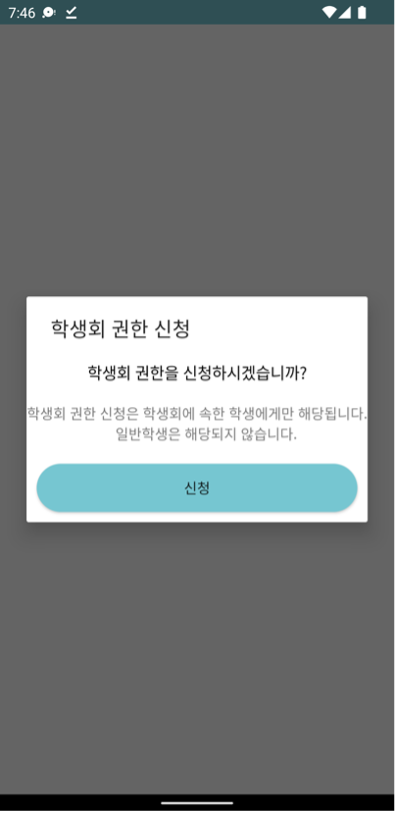 7:46
학생회 권한 신청
학생회 권한을 신청하시겠습니까?
학생회 권한 신청은 학생회에 속한 학생에게만 해당됩니다.
일반학생은 해당되지 않습니다.
신청